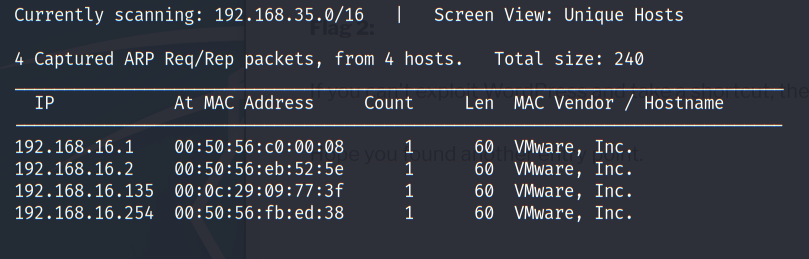 Currently scanning: 192.168.35.0/16   |   Screen View: Unique Hosts
Flag 2:
4 Captured ARP Req/Rep packets, from 4 hosts.   Total size: 240
IP            At MAC Address     Count     Len  MAC Vendor / Hostname
192.168.16.1    00:50:56:c0:00:08      1      60  VMware, Inc.
192.168.16.2    00:50:56:eb:52:5e      1      60  VMware, Inc.
192.168.16.135  00:0c:29:09:77:3f      1      60  VMware, Inc.
192.168.16.254  00:50:56:fb:ed:38      1      60  VMware, Inc.